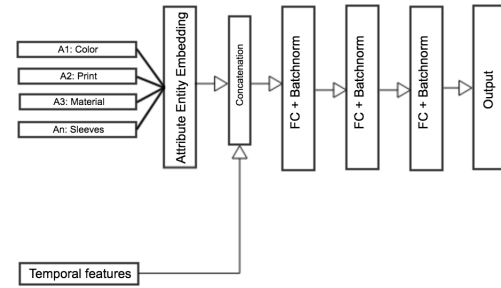 A1: Color
A2: Print
A3: Material
An: Sleeves
Attribute Entity Embedding
Concatenation
FC + Batchnorm
FC + Batchnorm
FC + Batchnorm
Output
Temporal features